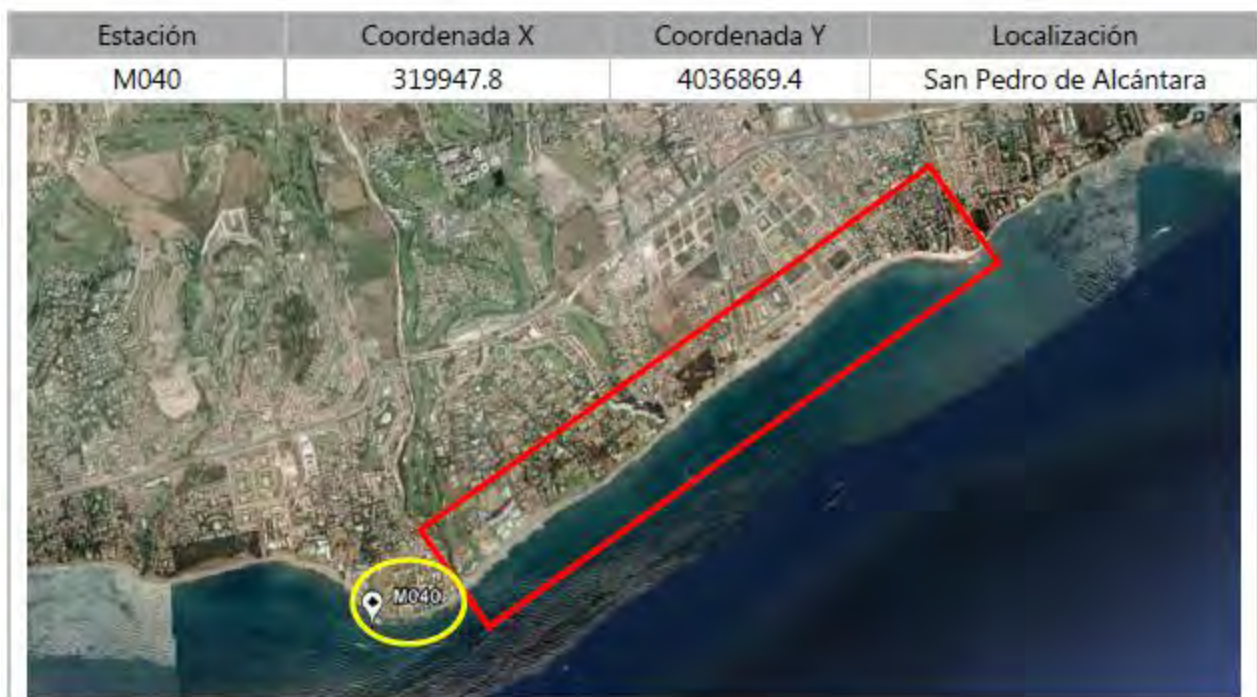 Estación Coordenada X Coordenada Y Localización
M040 319947.8 4036869.4 San Pedro de Alcántara
M040